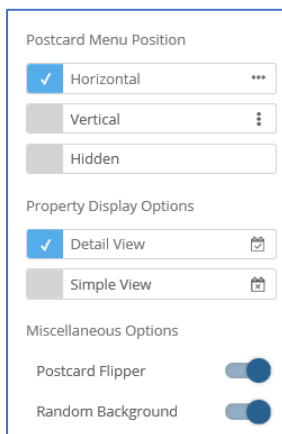 Postcard Menu Position
Horizontal
Vertical
Hidden
Property Display Options
Detail View
Simple View
Miscellaneous Options
Postcard Flipper
Random Background